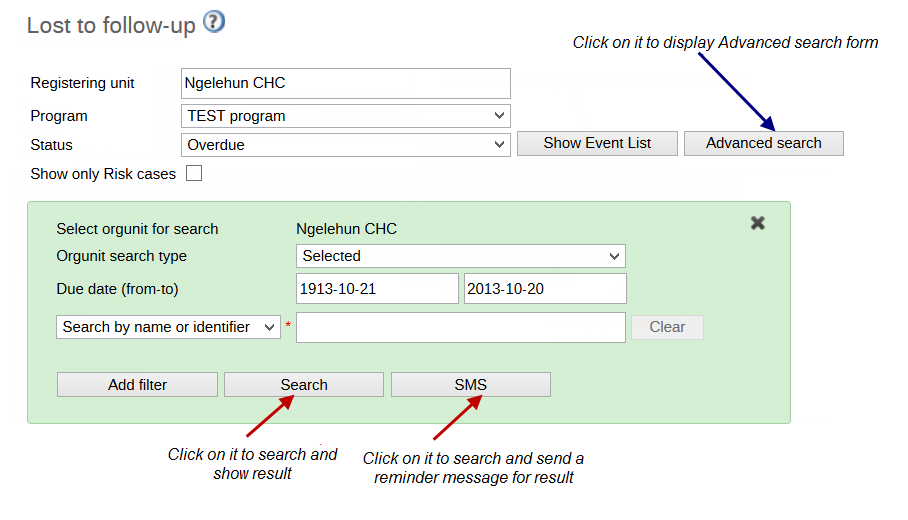 Lost to follow-up ?
Click on it to display Advanced search form
Registering unit Ngelehun CHC
Program TEST program
Status Overdue Show Event List Advanced search
Show only Risk cases
Select orgunit for search Ngelehun CHC
Orgunit search type Selected
Due date (from-to) 1913-10-21 2013-10-20
Search by name or identifier * Clear
Add filter Search SMS
Click on it to search and
show result
Click on it to search and send a
reminder message for result